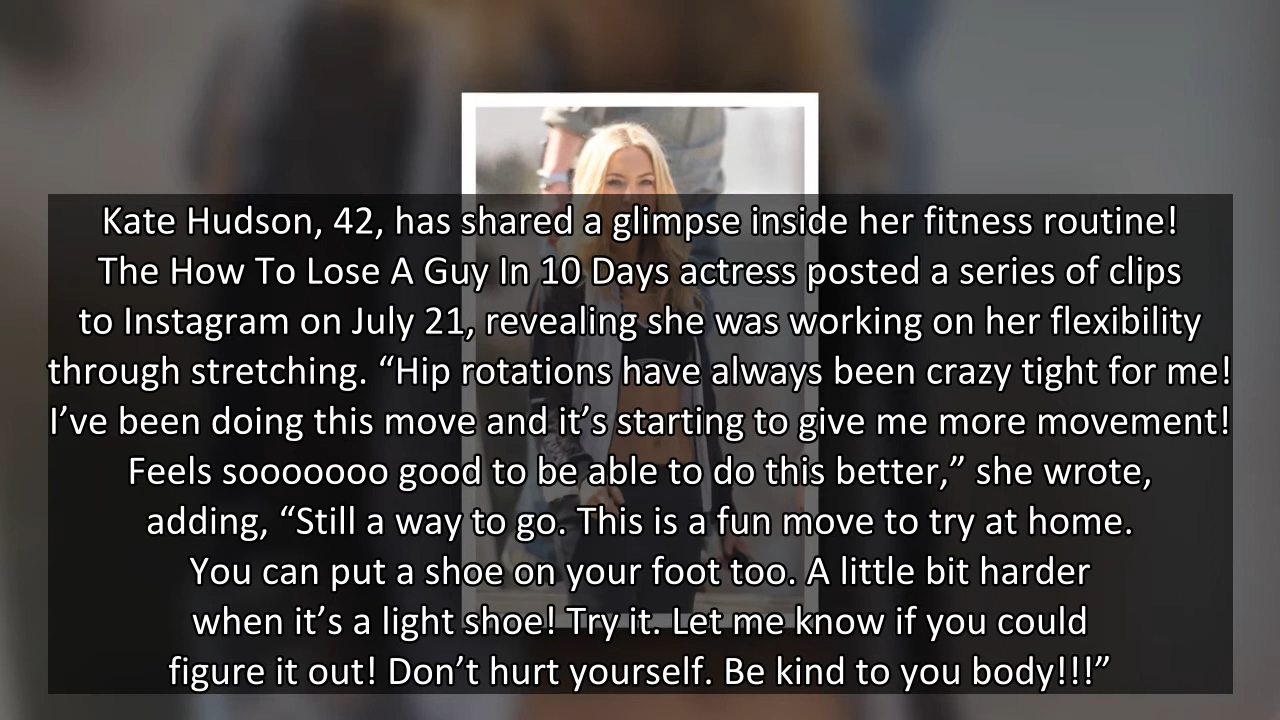 Kate Hudson, 42, has shared a glimpse inside her fitness routine!
The How To Lose A Guy In 10 Days actress posted a series of clips
to Instagram on July 21, revealing she was working on her flexibility
through stretching. “Hip rotations have always been crazy tight for me!
I’ve been doing this move and it’s starting to give me more movement!
Feels sooooooo good to be able to do this better,” she wrote,
adding, “Still a way to go. This is a fun move to try at home.
You can put a shoe on your foot too. A little bit harder
when it’s a light shoe! Try it. Let me know if you could
figure it out! Don’t hurt yourself. Be kind to you body!!!”